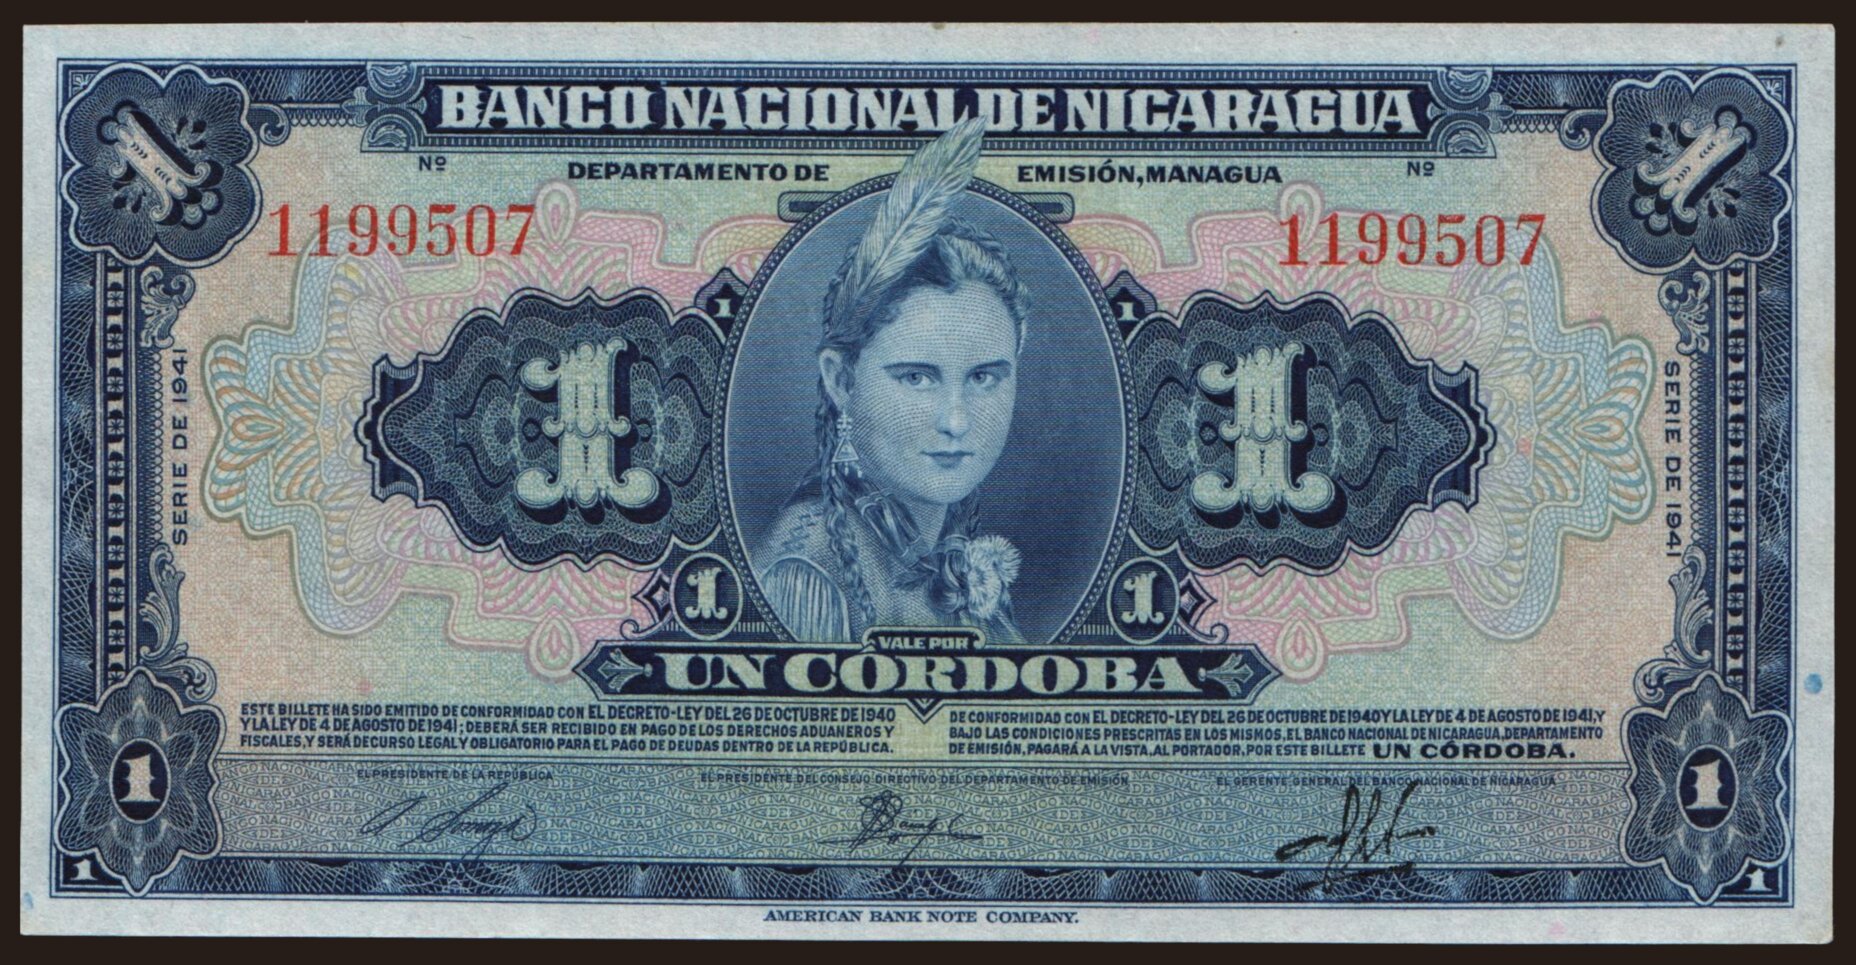 BANCO NACIONAL DE NICARAGUA
Nº DEPARTAMENTO DE EMISIÓN, MANAGUA Nº
1199507 1199507
1 1
1 1
SERIE DE 1941
SERIE DE 1941
1 1
1 1
VALE POR
UN CÓRDOBA
ESTE BILLETE HA SIDO EMITIDO DE CONFORMIDAD CON EL DECRETO-LEY DEL 26 DE OCTUBRE DE 1940
Y LA LEY DE 4 DE AGOSTO DE 1941; DEBERÁ SER RECIBIDO EN PAGO DE LOS DERECHOS ADUANEROS Y
FISCALES, Y SERÁ DE CURSO LEGAL Y OBLIGATORIO PARA EL PAGO DE DEUDAS DENTRO DE LA REPÚBLICA.
DE CONFORMIDAD CON EL DECRETO-LEY DEL 26 DE OCTUBRE DE 1940 Y LA LEY DE 4 DE AGOSTO DE 1941, Y
BAJO LAS CONDICIONES PRESCRITAS EN LOS MISMOS, EL BANCO NACIONAL DE NICARAGUA, DEPARTAMENTO
DE EMISIÓN, PAGARÁ A LA VISTA, AL PORTADOR, POR ESTE BILLETE UN CÓRDOBA.
EL PRESIDENTE DE LA REPÚBLICA
EL PRESIDENTE DEL CONSEJO DIRECTIVO DEL DEPARTAMENTO DE EMISIÓN
EL GERENTE GENERAL DEL BANCO NACIONAL DE NICARAGUA
1 1
1 1
AMERICAN BANK NOTE COMPANY.